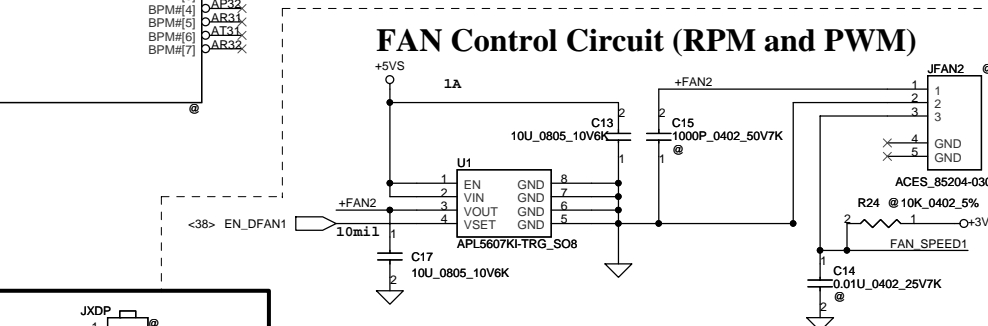 BPM#[4] AP32
BPM#[5] AR31
BPM#[6] AT31
BPM#[7] AR32
@
FAN Control Circuit (RPM and PWM)
+5VS
1A
+FAN2
JFAN2
1 1
2 2
3 3
4 GND
5 GND
ACES_85204-030
2
C13
10U_0805_10V6K
1
2
C15
1000P_0402_50V7K
@
1
U1
1 EN GND 8
2 VIN GND 7
3 VOUT GND 6
4 VSET GND 5
APL5607KI-TRG_SO8
+FAN2
<38> EN_DFAN1
10mil
1
C17
10U_0805_10V6K
2
R24 @ 10K_0402_5%
2 1
+3V
FAN_SPEED1
1
C14
0.01U_0402_25V7K
@
2
JXDP
1
@